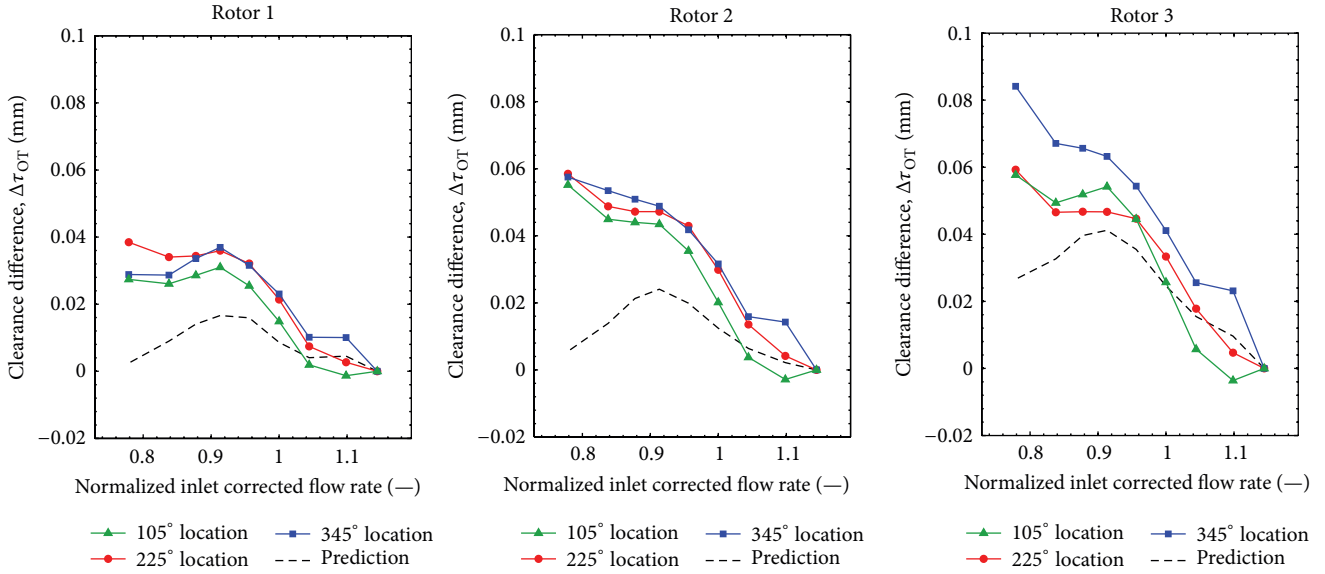 Rotor 1
0.1
0.08
0.06
0.04
0.02
0
−0.02
Clearance difference, ΔτOT (mm)
0.8 0.9 1 1.1
Normalized inlet corrected flow rate (—)
105° location
225° location
345° location
Prediction
Rotor 2
0.1
0.08
0.06
0.04
0.02
0
−0.02
Clearance difference, ΔτOT (mm)
0.8 0.9 1 1.1
Normalized inlet corrected flow rate (—)
105° location
225° location
345° location
Prediction
Rotor 3
0.1
0.08
0.06
0.04
0.02
0
−0.02
Clearance difference, ΔτOT (mm)
0.8 0.9 1 1.1
Normalized inlet corrected flow rate (—)
105° location
225° location
345° location
Prediction